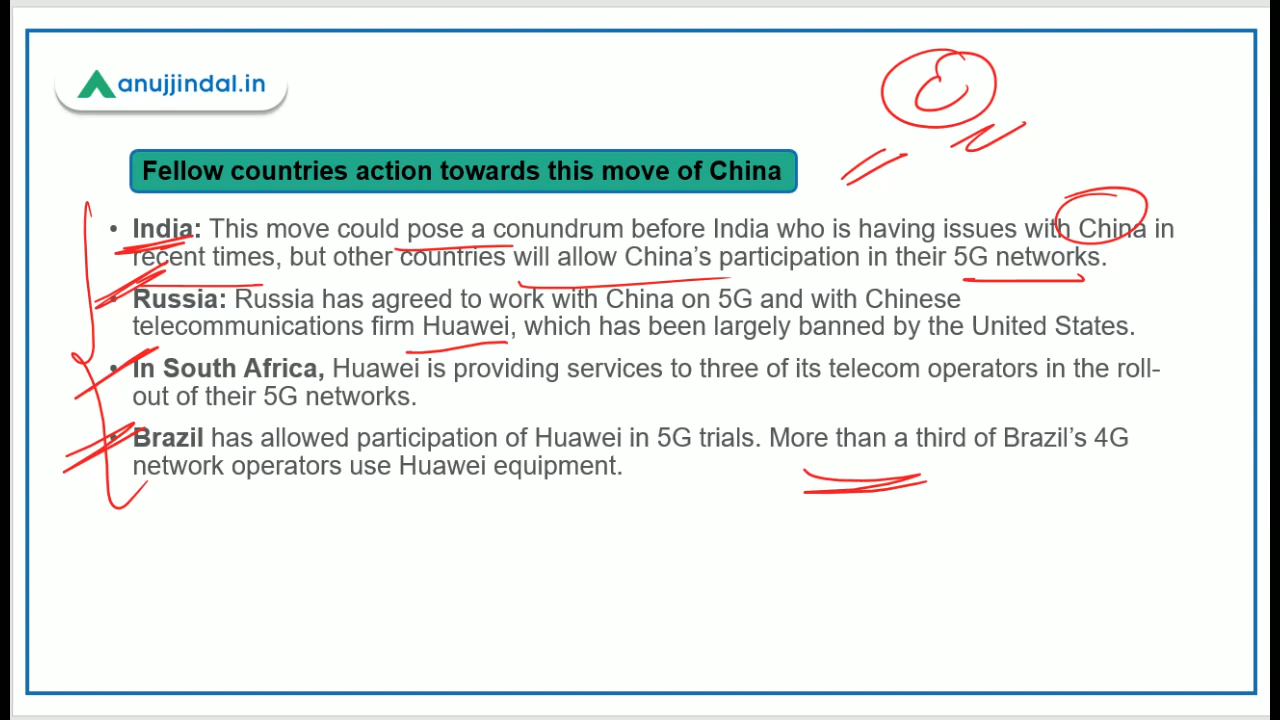 anujjindal.in
Fellow countries action towards this move of China
• India: This move could pose a conundrum before India who is having issues with China in
recent times, but other countries will allow China's participation in their 5G networks.
• Russia: Russia has agreed to work with China on 5G and with Chinese
telecommunications firm Huawei, which has been largely banned by the United States.
• In South Africa, Huawei is providing services to three of its telecom operators in the roll-
out of their 5G networks.
• Brazil has allowed participation of Huawei in 5G trials. More than a third of Brazil's 4G
network operators use Huawei equipment.